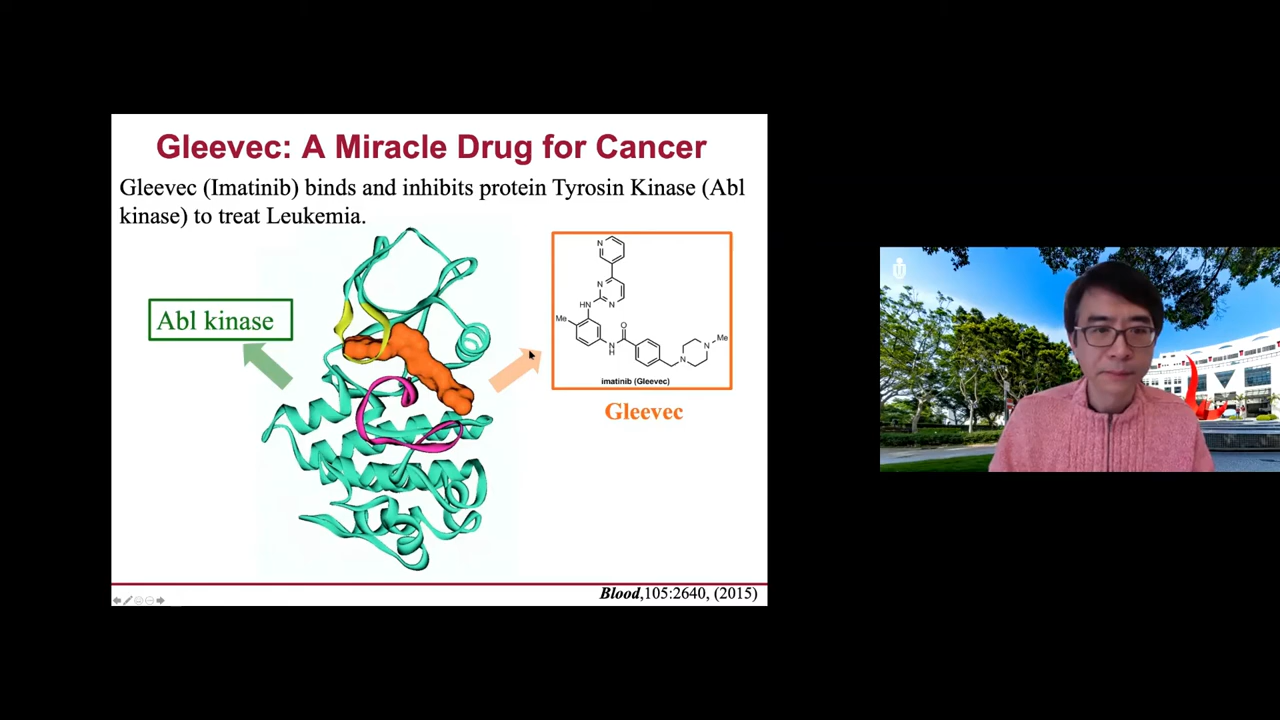 Gleevec: A Miracle Drug for Cancer
Gleevec (Imatinib) binds and inhibits protein Tyrosin Kinase (Abl
kinase) to treat Leukemia.
Abl kinase
N
N
N
HN
Me
N
H
O
N
N
Me
imatinib (Gleevec)
Gleevec
Blood,105:2640, (2015)